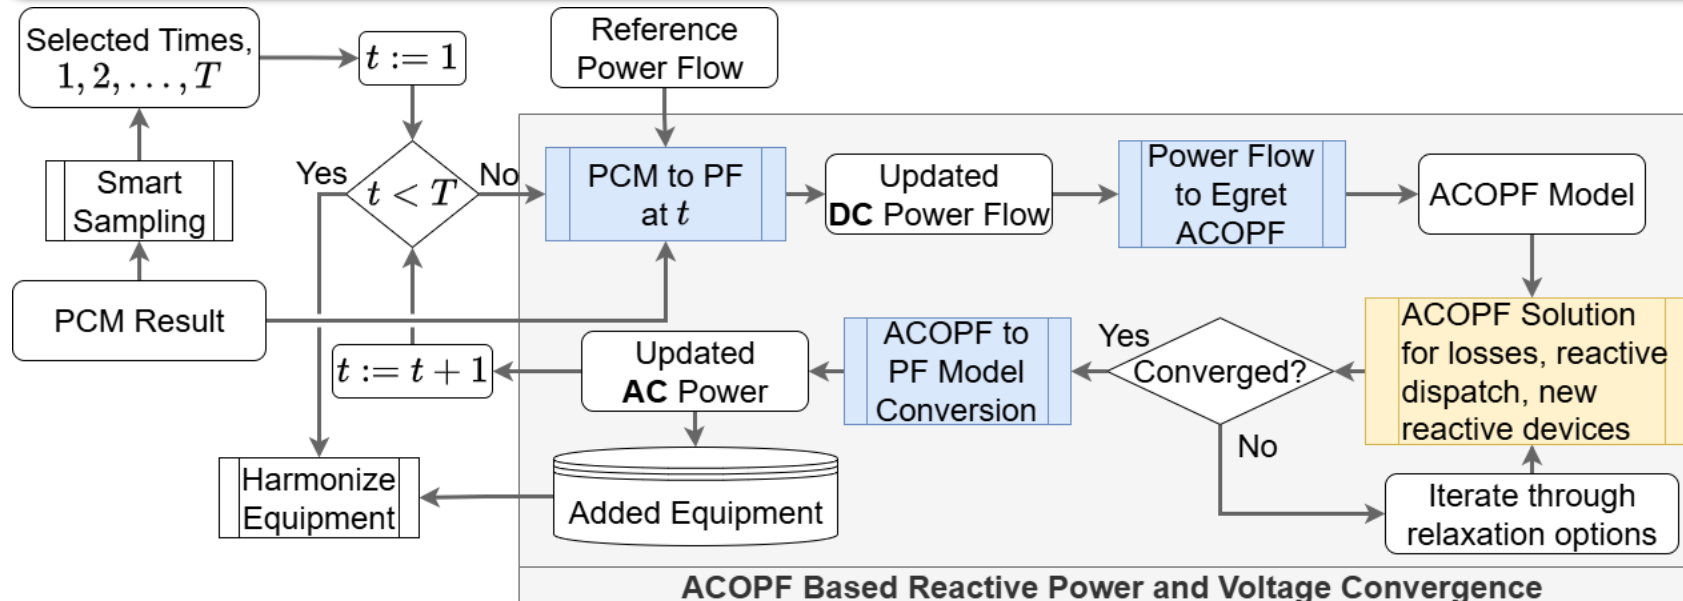 Selected Times,
1, 2, . . . , T
t := 1
Reference
Power Flow
Smart
Sampling
Yes
t < T
No
PCM to PF
at t
Updated
DC Power Flow
Power Flow
to Egret
ACOPF
ACOPF Model
PCM Result
t := t + 1
Updated
AC Power
ACOPF to
PF Model
Conversion
Yes
Converged?
No
ACOPF Solution
for losses, reactive
dispatch, new
reactive devices
Harmonize
Equipment
Added Equipment
Iterate through
relaxation options
ACOPF Based Reactive Power and Voltage Convergence